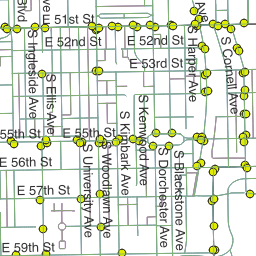 Blvd
Ave
E 51st St
E 52nd St
E 52nd St
E 53rd St
S Harper Ave
S Cornell Ave
S Ingleside Ave
S Ellis Ave
S Kimbark Ave
S Kenwood Ave
55th St
E 55th St
E 56th St
S University Ave
S Woodlawn Ave
S Dorchester Ave
S Blackstone Ave
E 57th St
E 59th St